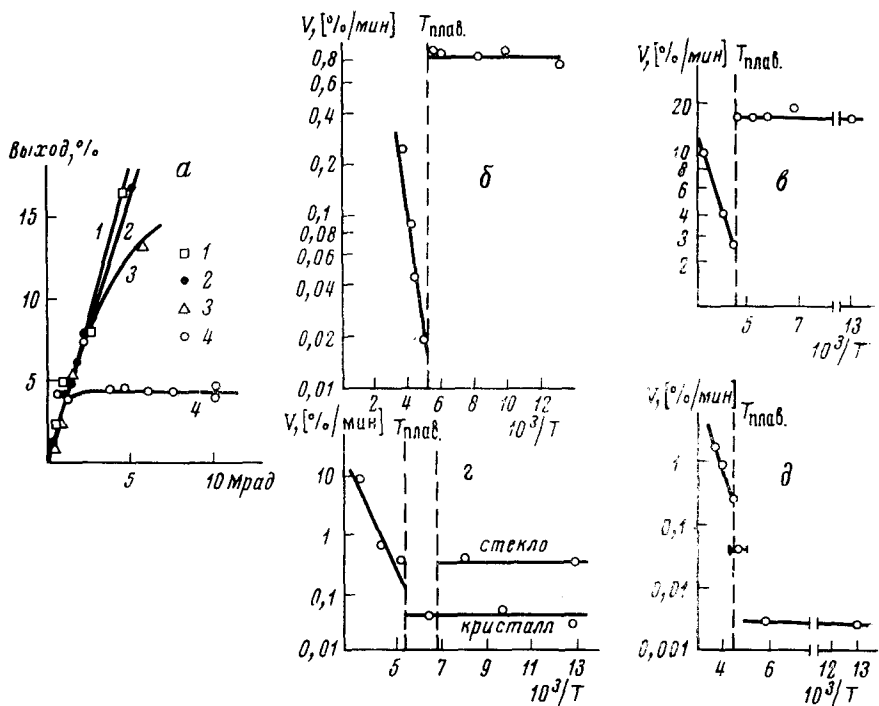 Выход, %
а
15
10
5
5
10 Мрад
1
2
3
4
1
2
3
4
V, [%/мин]
Tплав.
0,8
0,6
0,4
0,2
0,1
0,08
0,06
0,04
0,02
0,01
б
2 4 6 8 10 12
10³/T
V, [%/мин]
Tплав.
20
10
8
6
4
3
2
в
5 7 13
10³/T
V, [%/мин]
Tплав.
10
1
0,1
0,01
г
стекло
кристалл
5 7 9 11 13
10³/T
V, [%/мин]
Tплав.
1
0,1
0,01
0,001
д
4 6 12 13
10³/T